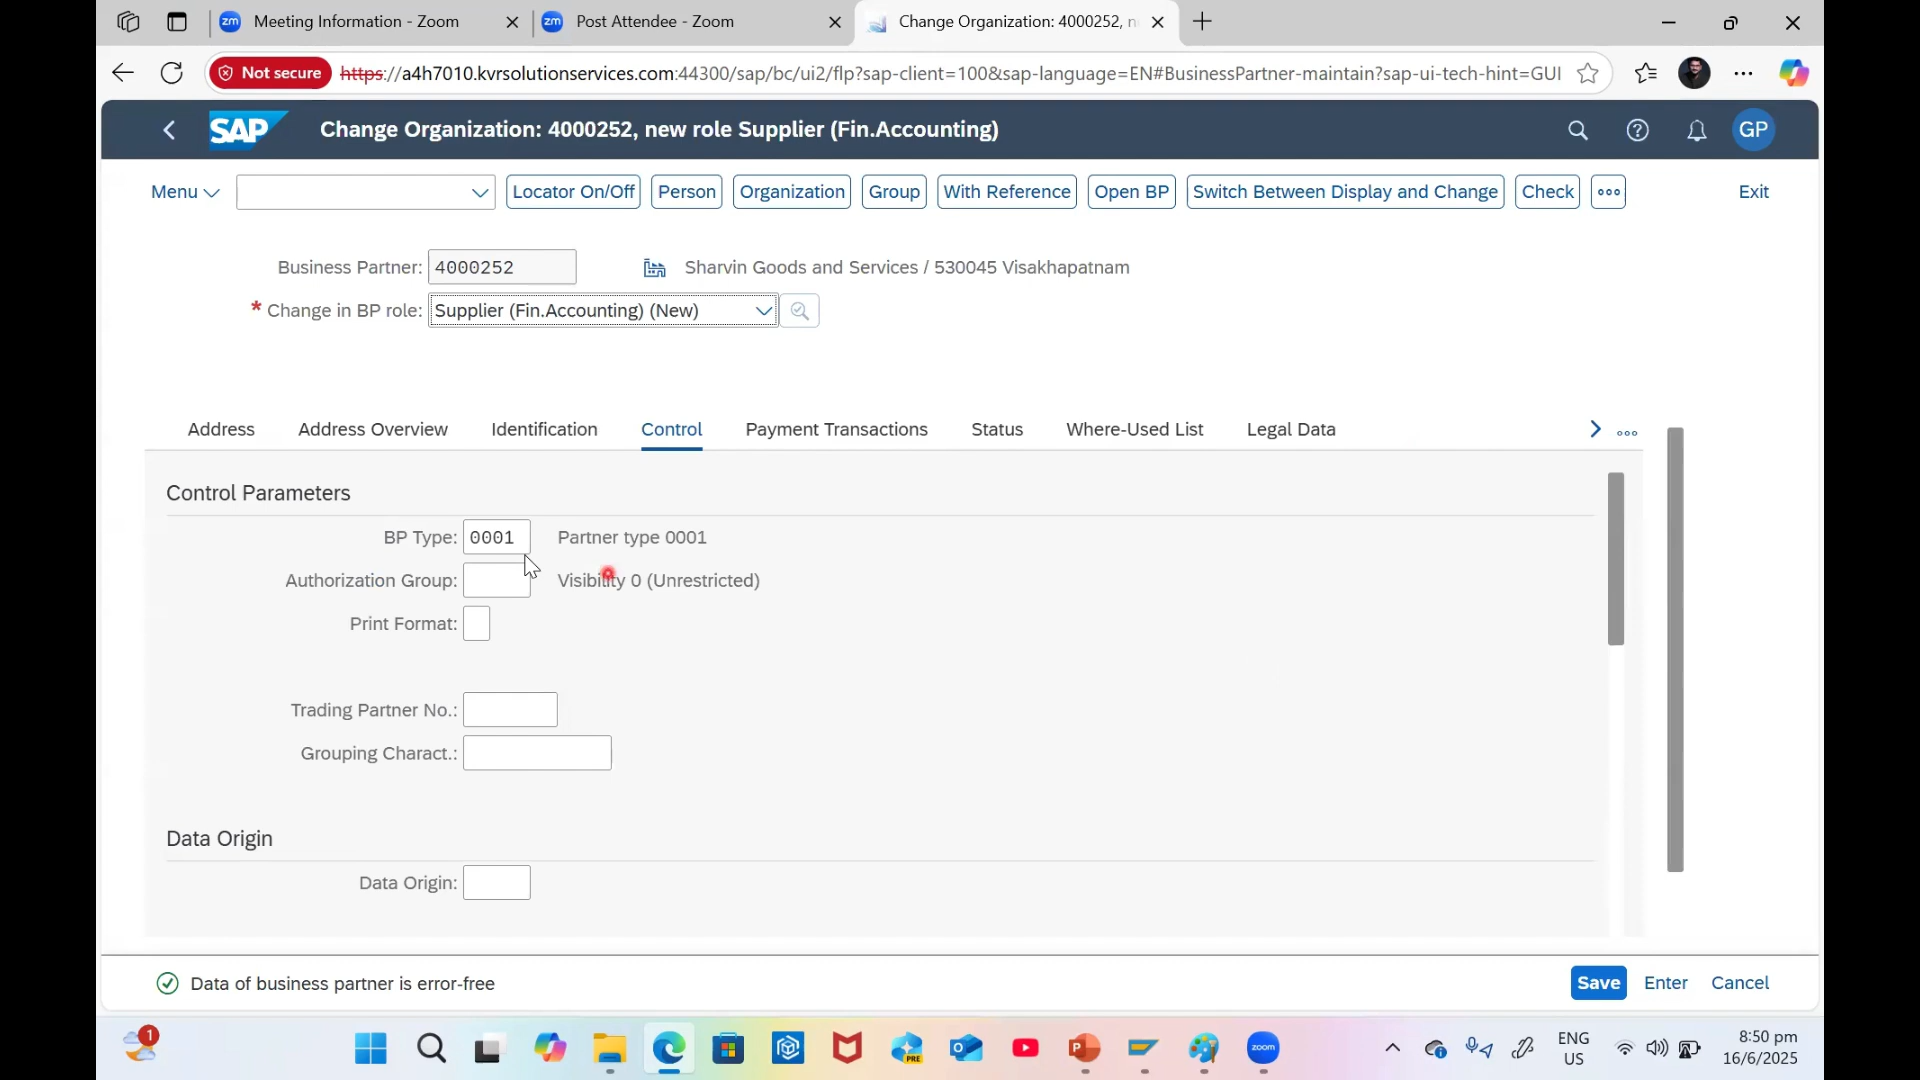 Meeting Information - Zoom
Post Attendee - Zoom
Change Organization: 4000252, n
Not secure
https://a4h7010.kvrsolutionservices.com:44300/sap/bc/ui2/flp?sap-client=100&sap-language=EN#BusinessPartner-maintain?sap-ui-tech-hint=GUI
SAP
Change Organization: 4000252, new role Supplier (Fin.Accounting)
GP
Menu
Locator On/Off
Person
Organization
Group
With Reference
Open BP
Switch Between Display and Change
Check
Exit
Business Partner: 4000252
Sharvin Goods and Services / 530045 Visakhapatnam
* Change in BP role: Supplier (Fin.Accounting) (New)
Address
Address Overview
Identification
Control
Payment Transactions
Status
Where-Used List
Legal Data
Control Parameters
BP Type: 0001 Partner type 0001
Authorization Group: Visibility 0 (Unrestricted)
Print Format:
Trading Partner No.:
Grouping Charact.:
Data Origin
Data Origin:
Data of business partner is error-free
Save
Enter
Cancel
1
PRE
zoom
ENG
US
8:50 pm
16/6/2025